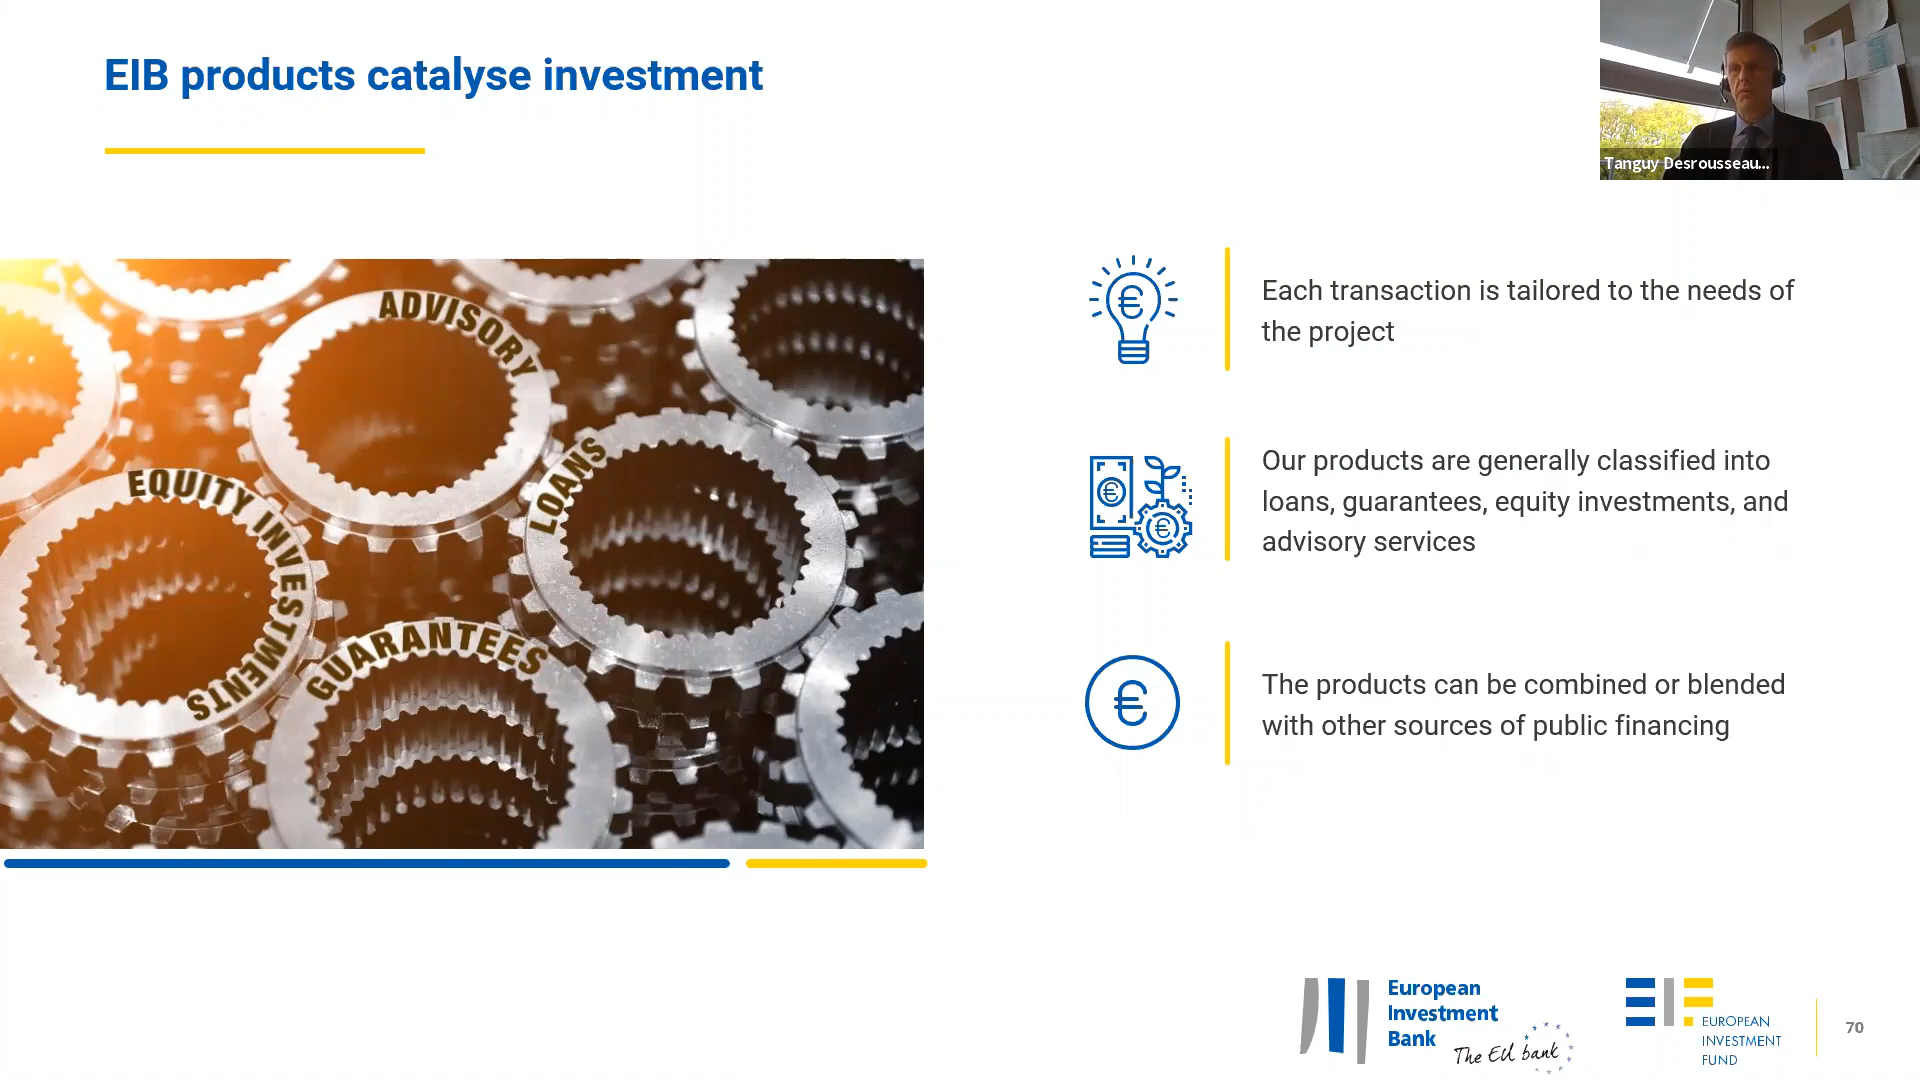 EIB products catalyse investment
Tanguy Desrousseau...
ADVISORY
LOANS
EQUITY INVESTMENTS
GUARANTEES
Each transaction is tailored to the needs of
the project
Our products are generally classified into
loans, guarantees, equity investments, and
advisory services
The products can be combined or blended
with other sources of public financing
European
Investment
Bank
The EU bank
EIF
EUROPEAN
INVESTMENT
FUND
70